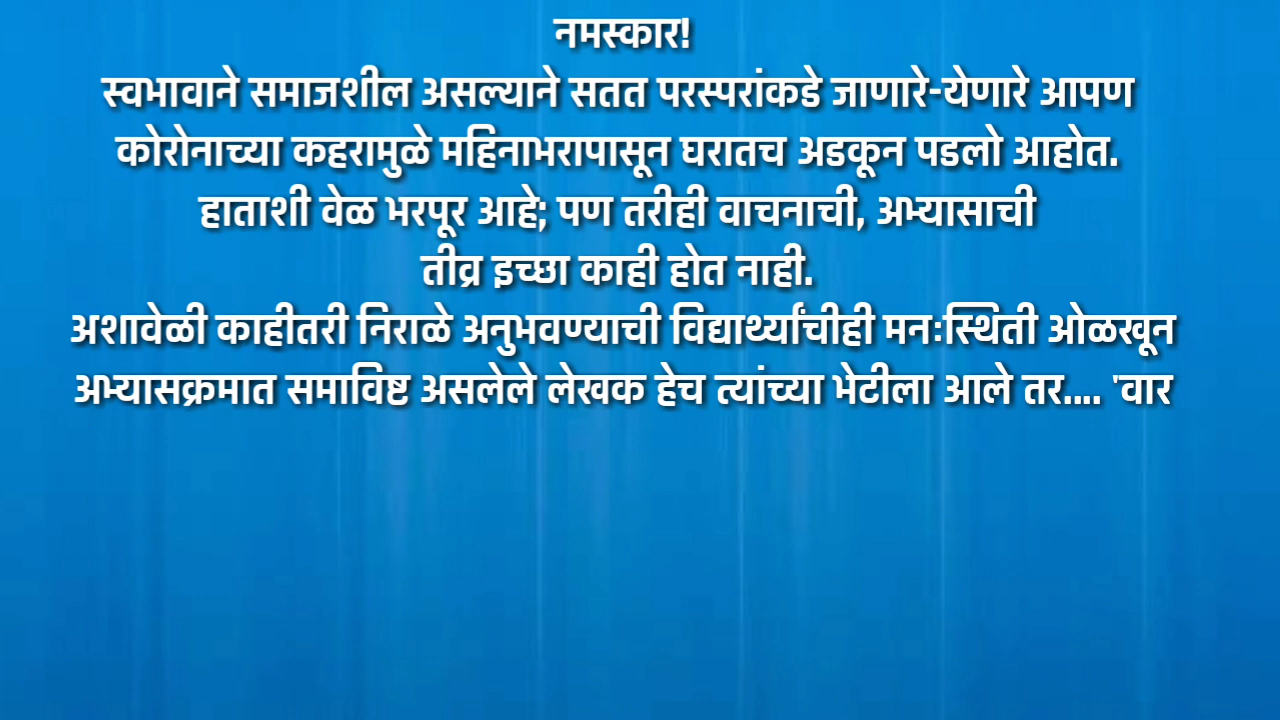 नमस्कार!
स्वभावाने समाजशील असल्याने सतत परस्परांकडे जाणारे-येणारे आपण
कोरोनाच्या कहरामुळे महिनाभरापासून घरातच अडकून पडलो आहोत.
हाताशी वेळ भरपूर आहे; पण तरीही वाचनाची, अभ्यासाची
तीव्र इच्छा काही होत नाही.
अशावेळी काहीतरी निराळे अनुभवण्याची विद्यार्थ्यांचीही मनःस्थिती ओळखून
अभ्यासक्रमात समाविष्ट असलेले लेखक हेच त्यांच्या भेटीला आले तर.... 'वार